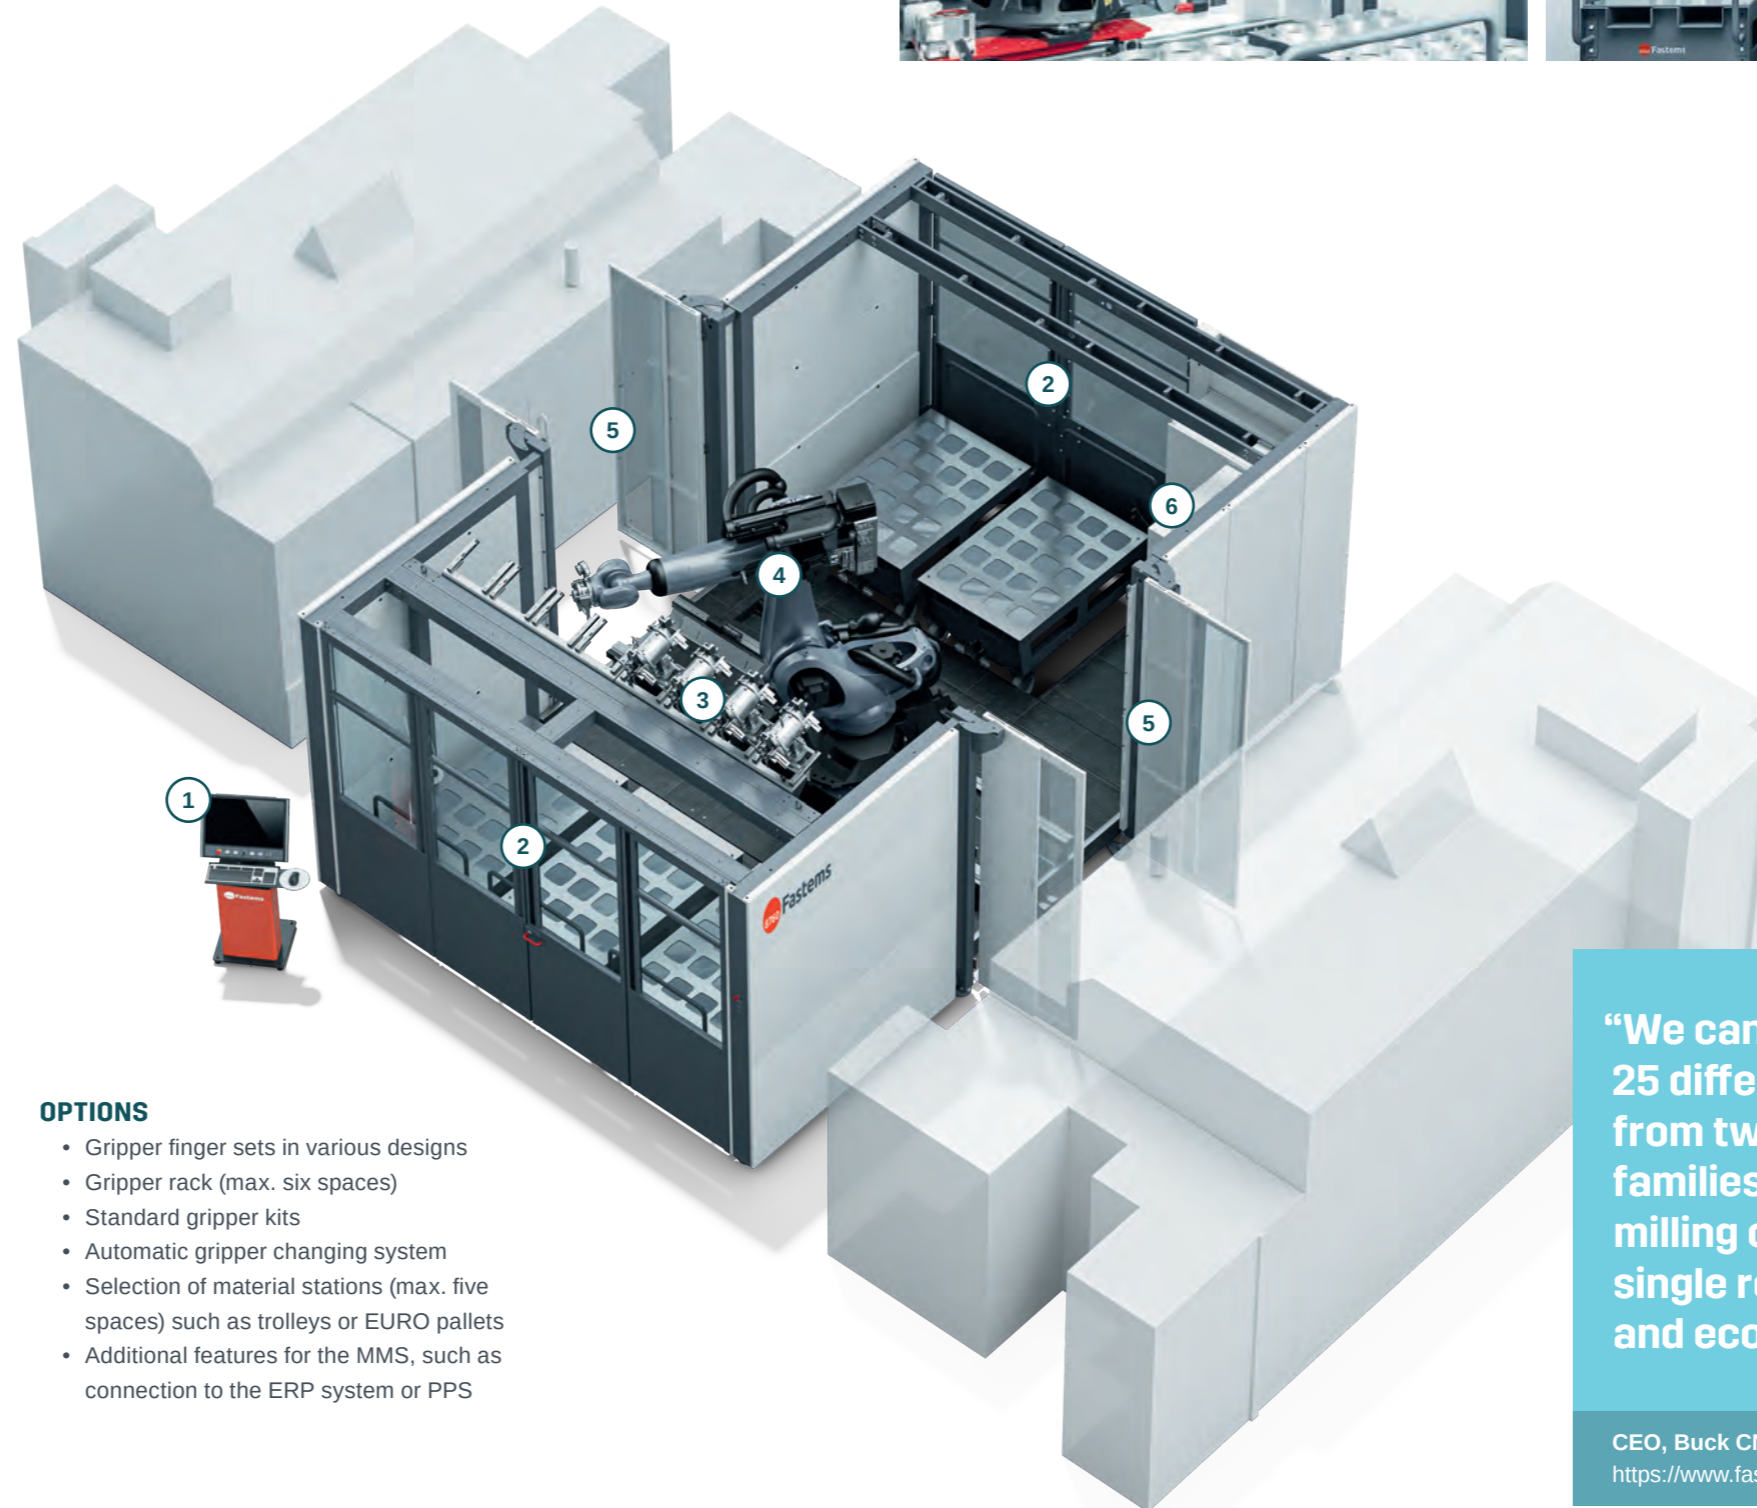 Fastems
2
5
6
4
3
5
1
2
Fastems
Fastems
OPTIONS
• Gripper finger sets in various designs
• Gripper rack (max. six spaces)
• Standard gripper kits
• Automatic gripper changing system
• Selection of material stations (max. five
spaces) such as trolleys or EURO pallets
• Additional features for the MMS, such as
connection to the ERP system or PPS
“We can
25 diffe
from tw
families
milling
single r
and eco
CEO, Buck
https://www.fas